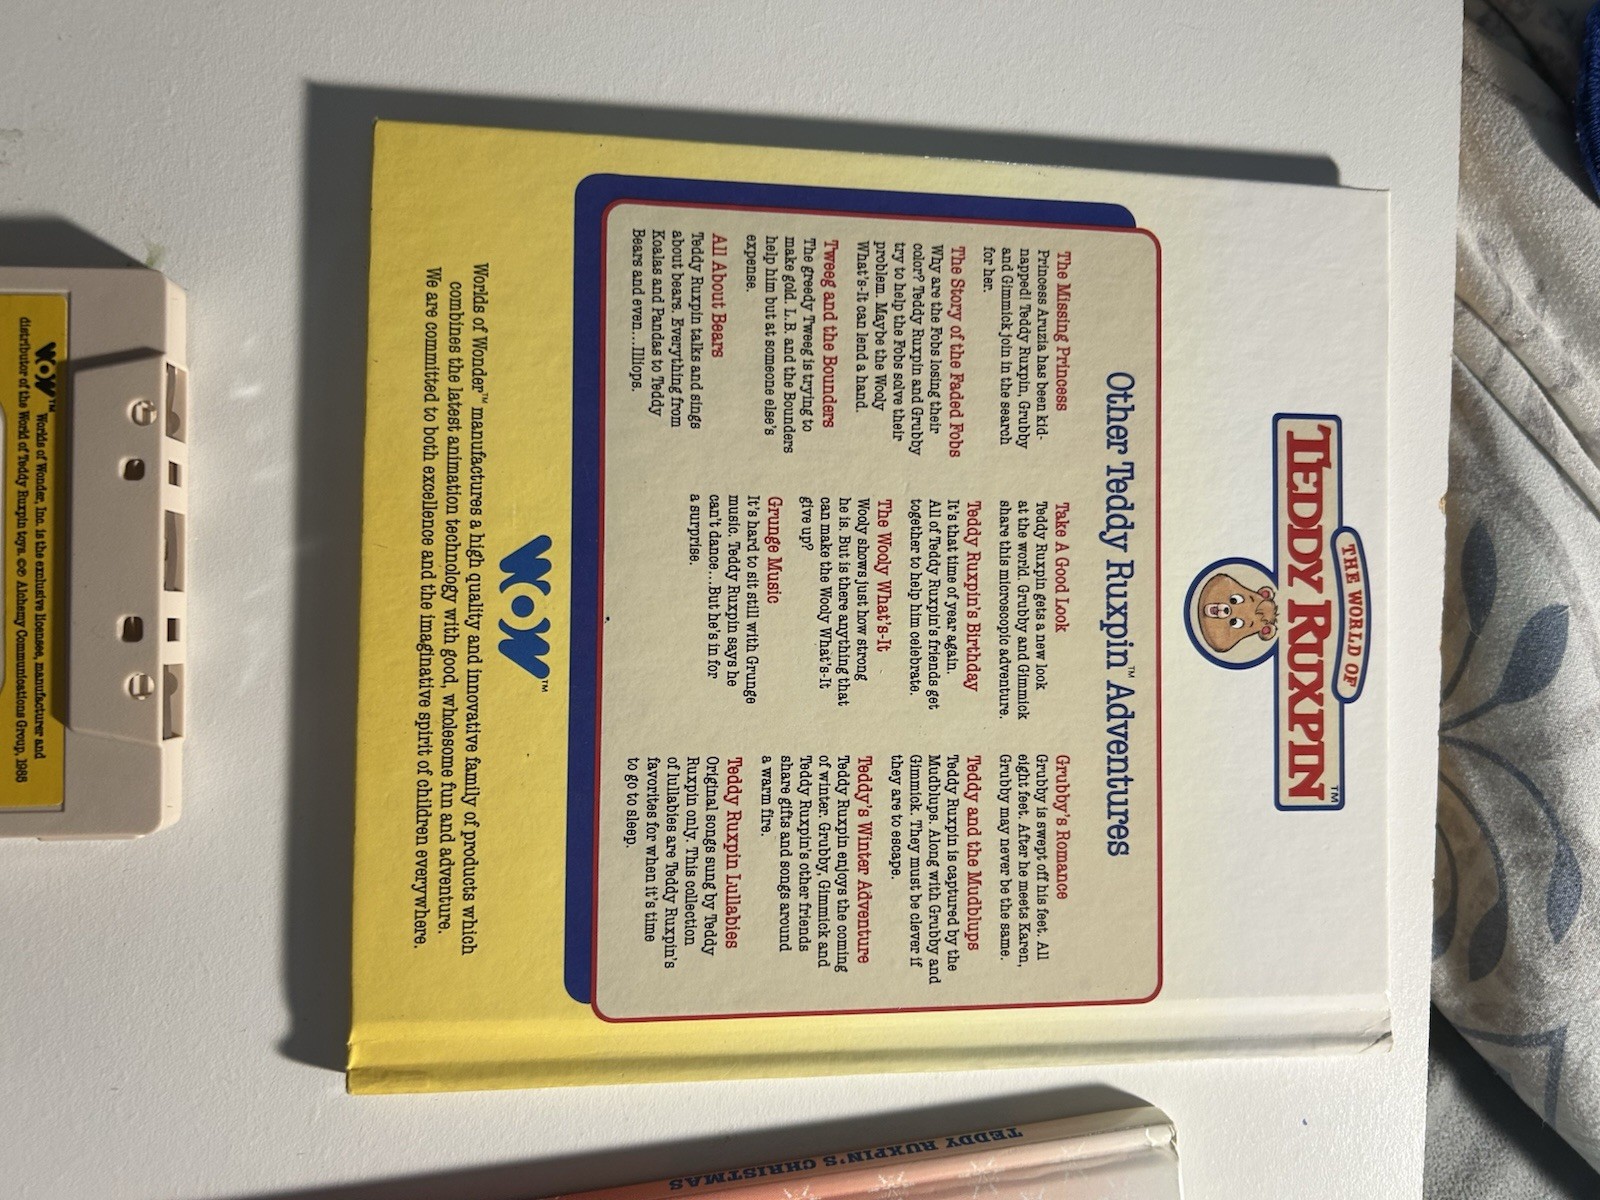 THE WORLD OF
TEDDY RUXPIN™
Other Teddy Ruxpin™ Adventures
The Missing Princess
Princess Aruzia has been kid-
napped! Teddy Ruxpin, Grubby
and Gimmick join in the search
for her.
The Story of the Faded Fobs
Why are the Fobs losing their
color? Teddy Ruxpin and Grubby
try to help the Fobs solve their
problem. Maybe the Wooly
What's-It can lend a hand.
Tweeg and the Bounders
The greedy Tweeg is trying to
make gold. L.B. and the Bounders
help him but at someone else's
expense.
All About Bears
Teddy Ruxpin talks and sings
about bears. Everything from
Koalas and Pandas to Teddy
Bears and even...Illiops.
Take A Good Look
Teddy Ruxpin gets a new look
at the world. Grubby and Gimmick
share this microscopic adventure.
Teddy Ruxpin's Birthday
It's that time of year again.
All of Teddy Ruxpin's friends get
together to help him celebrate.
The Wooly What's-It
Wooly shows just how strong
he is. But is there anything that
can make the Wooly What's-It
give up?
Grunge Music
It's hard to sit still with Grunge
music. Teddy Ruxpin says he
can't dance...But he's in for
a surprise.
Grubby's Romance
Grubby is swept off his feet. All
eight feet. After he meets Karen,
Grubby may never be the same.
Teddy and the Mudblups
Teddy Ruxpin is captured by the
Mudblups. Along with Grubby and
Gimmick. They must be clever if
they are to escape.
Teddy's Winter Adventure
Teddy Ruxpin enjoys the coming
of winter. Grubby, Gimmick and
Teddy Ruxpin's other friends
share gifts and songs around
a warm fire.
Teddy Ruxpin Lullabies
Original songs sung by Teddy
Ruxpin only. This collection
of lullabies are Teddy Ruxpin's
favorites for when it's time
to go to sleep.
WOW™
Worlds of Wonder™ manufactures a high quality and innovative family of products which
combines the latest animation technology with good, wholesome fun and adventure.
We are committed to both excellence and the imaginative spirit of children everywhere.
WOW™ Worlds of Wonder, Inc. is the exclusive licensee, manufacturer and
distributor of the World of Teddy Ruxpin toys. ©℗ Alchemy Communications Group, 1985
TEDDY RUXPIN'S CHRISTMAS